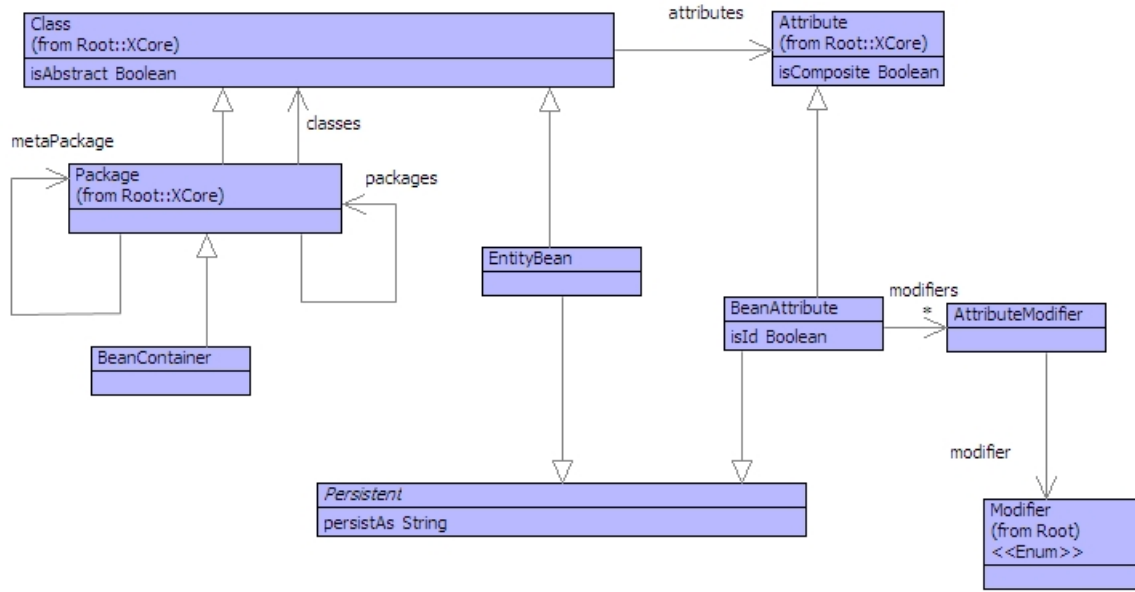 Class
(from Root::XCore)
isAbstract Boolean
attributes
Attribute
(from Root::XCore)
isComposite Boolean
classes
metaPackage
Package
(from Root::XCore)
packages
EntityBean
BeanAttribute
isId Boolean
modifiers
*
AttributeModifier
BeanContainer
modifier
Persistent
persistAs String
Modifier
(from Root)
<<Enum>>